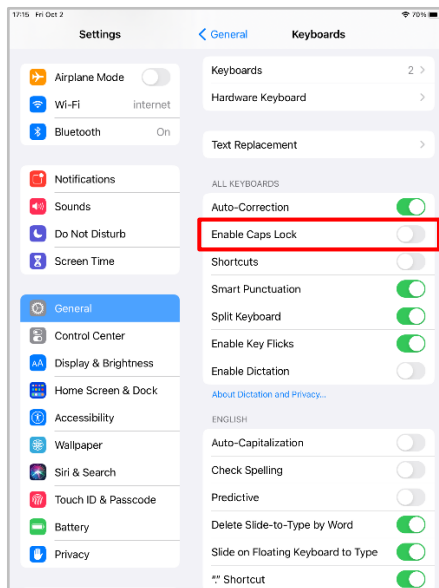 17:15 Fri Oct 2
70%
Settings
General
Keyboards
Airplane Mode
Wi-Fi internet
Bluetooth On
Notifications
Sounds
Do Not Disturb
Screen Time
General
Control Center
AA Display & Brightness
Home Screen & Dock
Accessibility
Wallpaper
Siri & Search
Touch ID & Passcode
Battery
Privacy
Keyboards 2
Hardware Keyboard
Text Replacement
ALL KEYBOARDS
Auto-Correction
Enable Caps Lock
Shortcuts
Smart Punctuation
Split Keyboard
Enable Key Flicks
Enable Dictation
About Dictation and Privacy...
ENGLISH
Auto-Capitalization
Check Spelling
Predictive
Delete Slide-to-Type by Word
Slide on Floating Keyboard to Type
“.” Shortcut